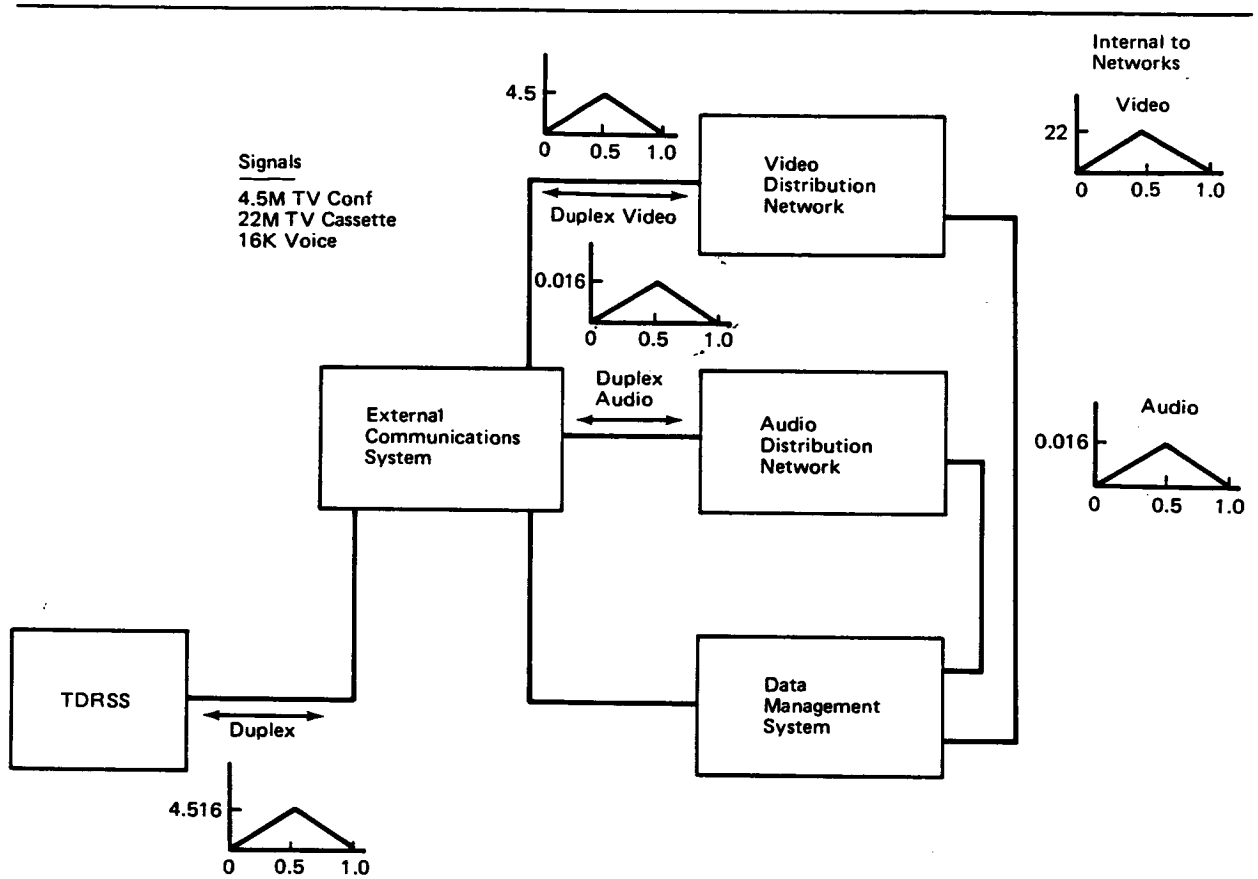 Internal to
Networks
4.5
0 0.5 1.0
Video
22
0 0.5 1.0
Signals
4.5M TV Conf
22M TV Cassette
16K Voice
Duplex Video
Video
Distribution
Network
0.016
0 0.5 1.0
Duplex
Audio
External
Communications
System
Audio
Distribution
Network
Audio
0.016
0 0.5 1.0
TDRSS
Duplex
Data
Management
System
4.516
0 0.5 1.0